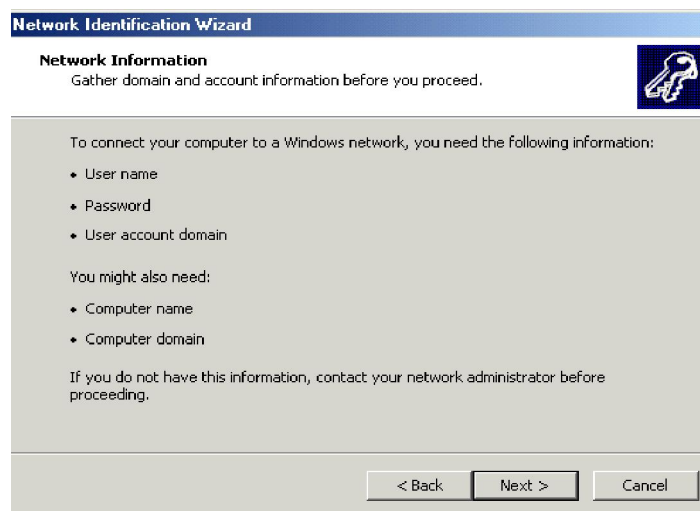 Network Identification Wizard
Network Information
Gather domain and account information before you proceed.
To connect your computer to a Windows network, you need the following information:
• User name
• Password
• User account domain
You might also need:
• Computer name
• Computer domain
If you do not have this information, contact your network administrator before
proceeding.
< Back
Next >
Cancel